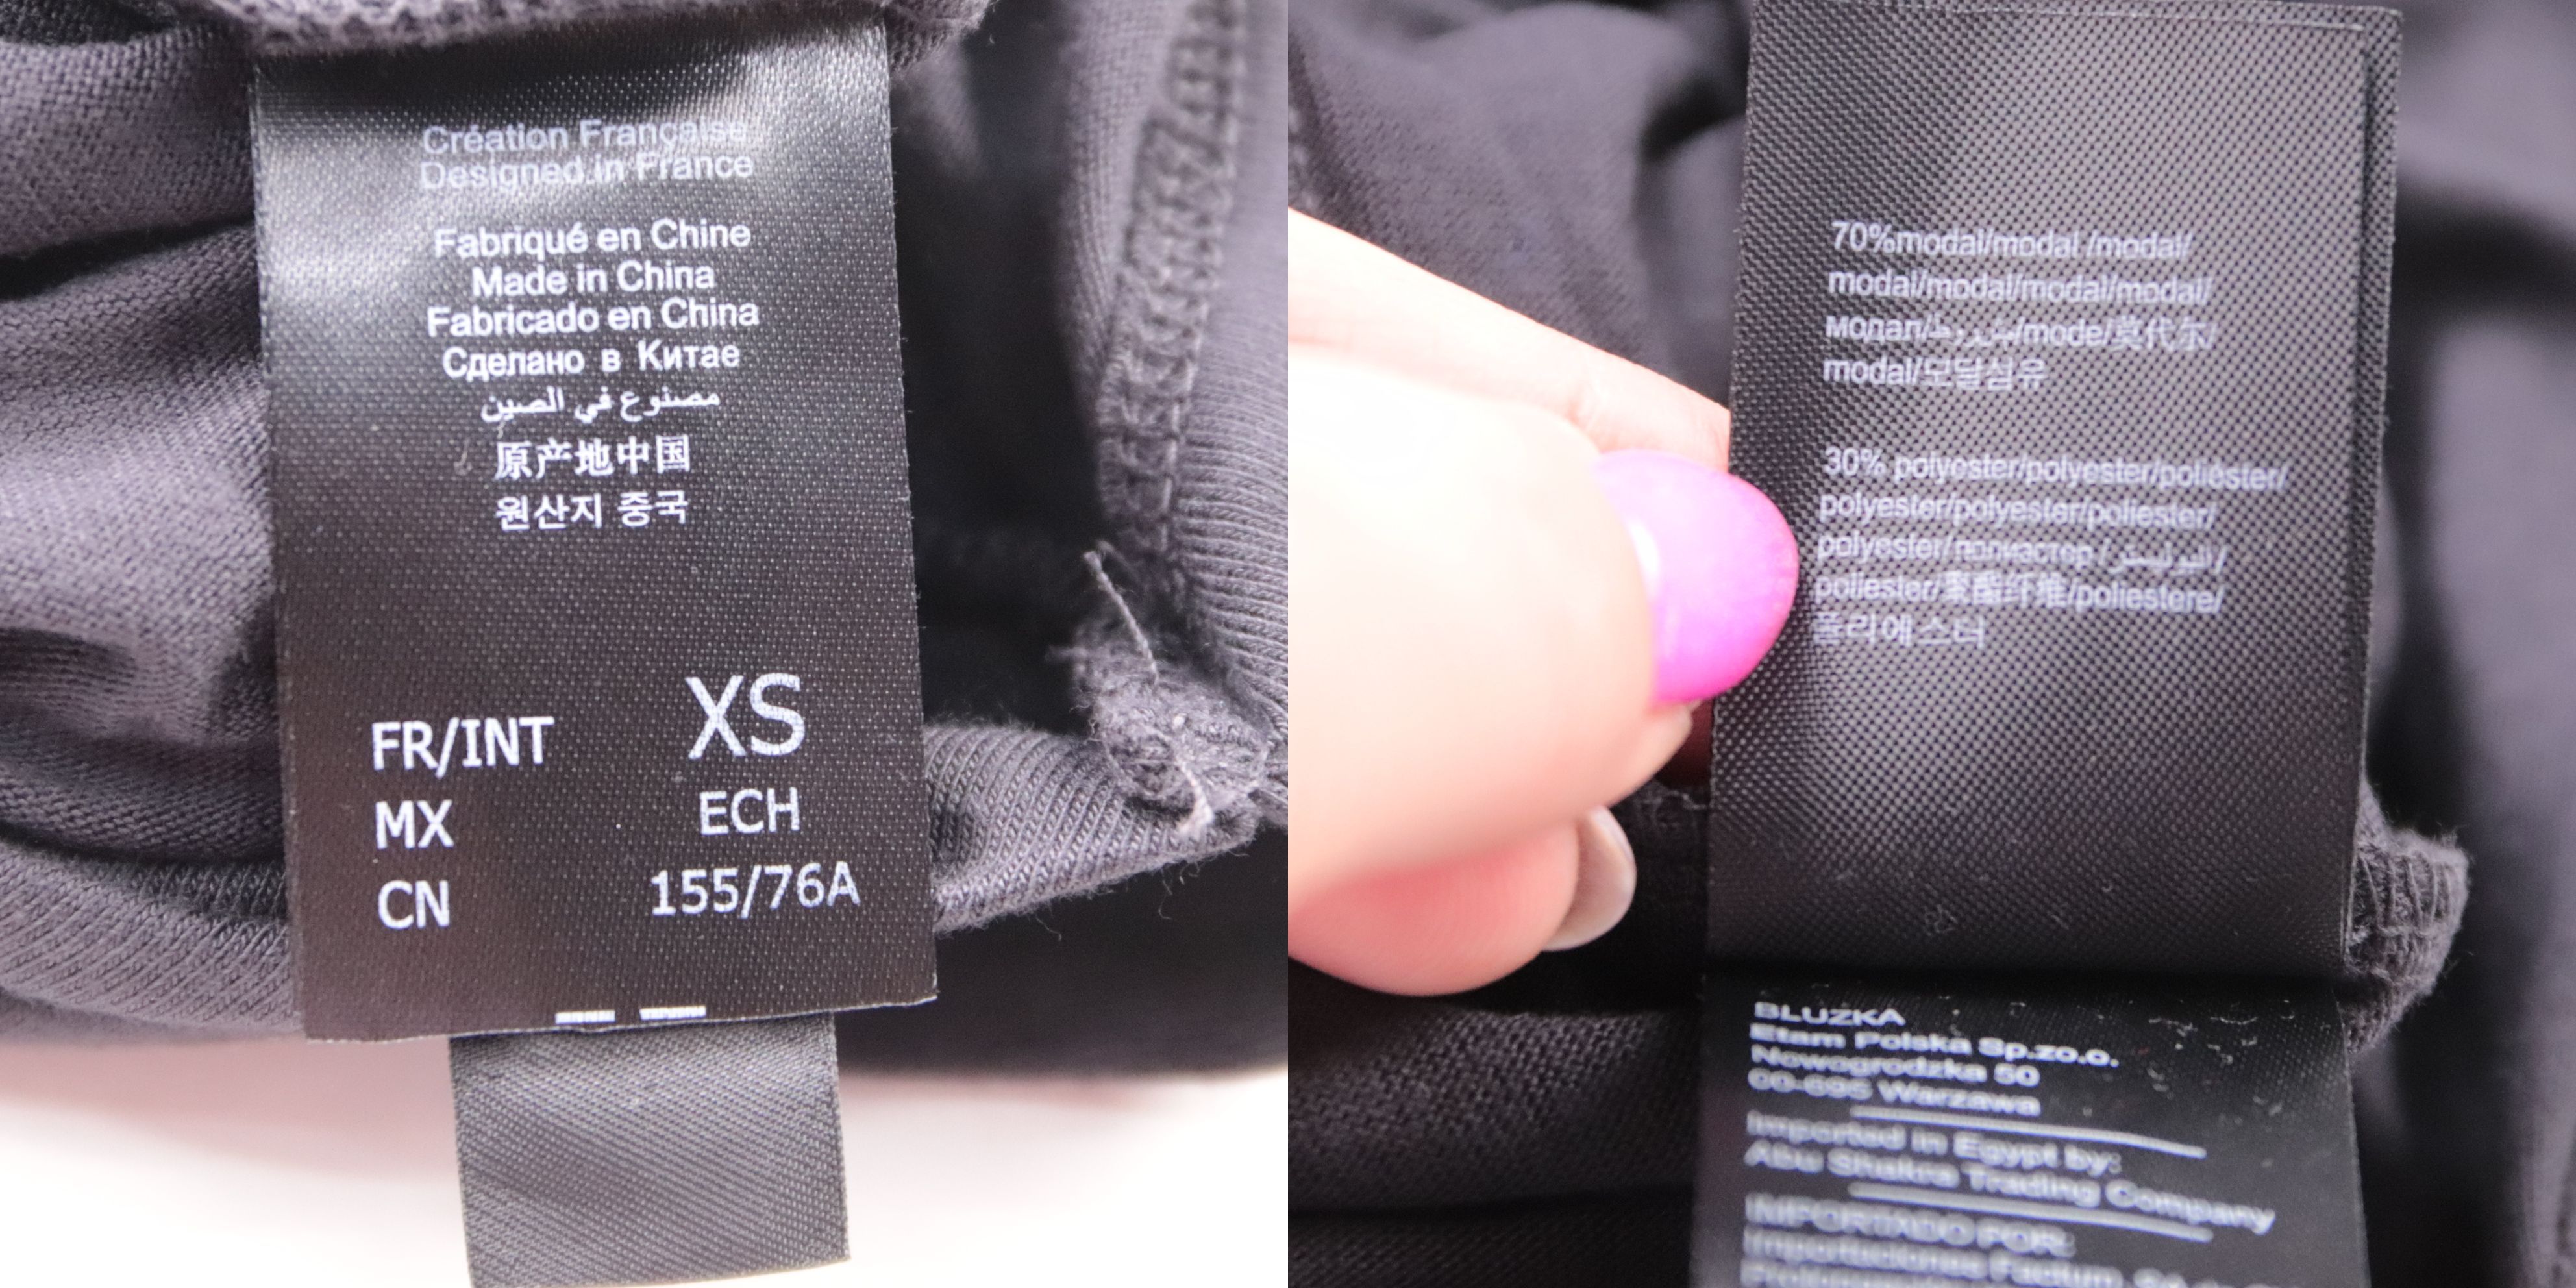 Création Française
Designed in France
Fabriqué en Chine
Made in China
Fabricado en China
Сделано в Китае
مصنوع في الصين
原产地中国
원산지 중국
FR/INT XS
MX ECH
CN 155/76A
70%modal/modal /modal/
modal/modal/modal/modal/
модал/مودال/mode/莫代尔/
modal/모달섬유
30% polyester/polyester/poliéster/
polyester/polyester/poliester/
polyester/полиэстер/
poliester/聚酯纤维/poliestere/
폴리에스터
BLUZKA
Etam Polska Sp.zo.o.
Nowogrodzka 50
00-695 Warzawa
Imported in Egypt by:
Abu Shakra Trading Company
IMPORTADO POR:
Importaciones Factum,